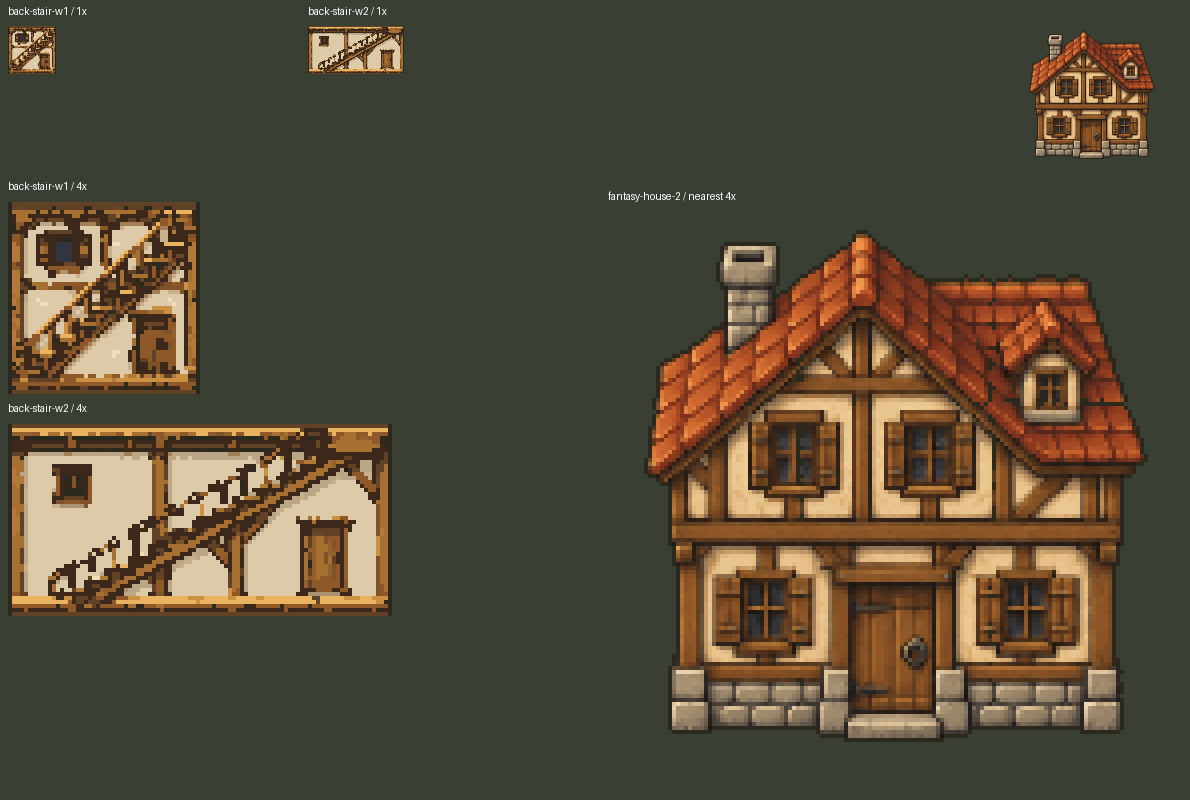 back-stair-w1 / 1x
back-stair-w2 / 1x
back-stair-w1 / 4x
fantasy-house-2 / nearest 4x
back-stair-w2 / 4x